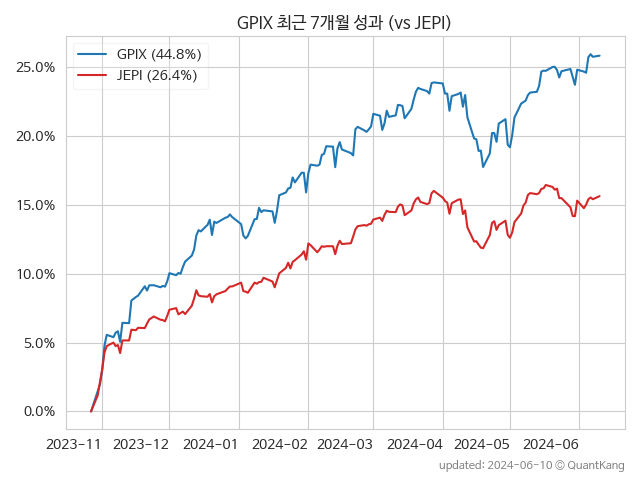 GPIX 최근 7개월 성과 (vs JEPI)
GPIX (44.8%)
JEPI (26.4%)
25.0%
20.0%
15.0%
10.0%
5.0%
0.0%
2023-11 2023-12 2024-01 2024-02 2024-03 2024-04 2024-05 2024-06
updated: 2024-06-10 © QuantKang